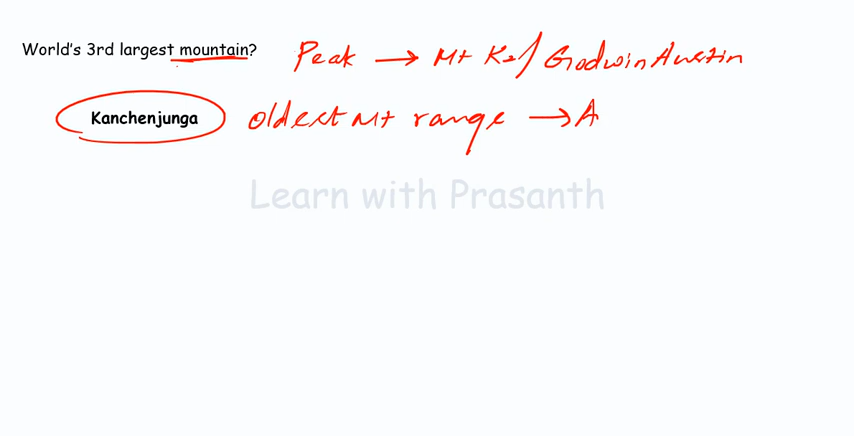 World's 3rd largest mountain? Peak → Mt K2/Godwin Austin
Kanchenjunga oldest Mt range → A
Learn with Prasanth